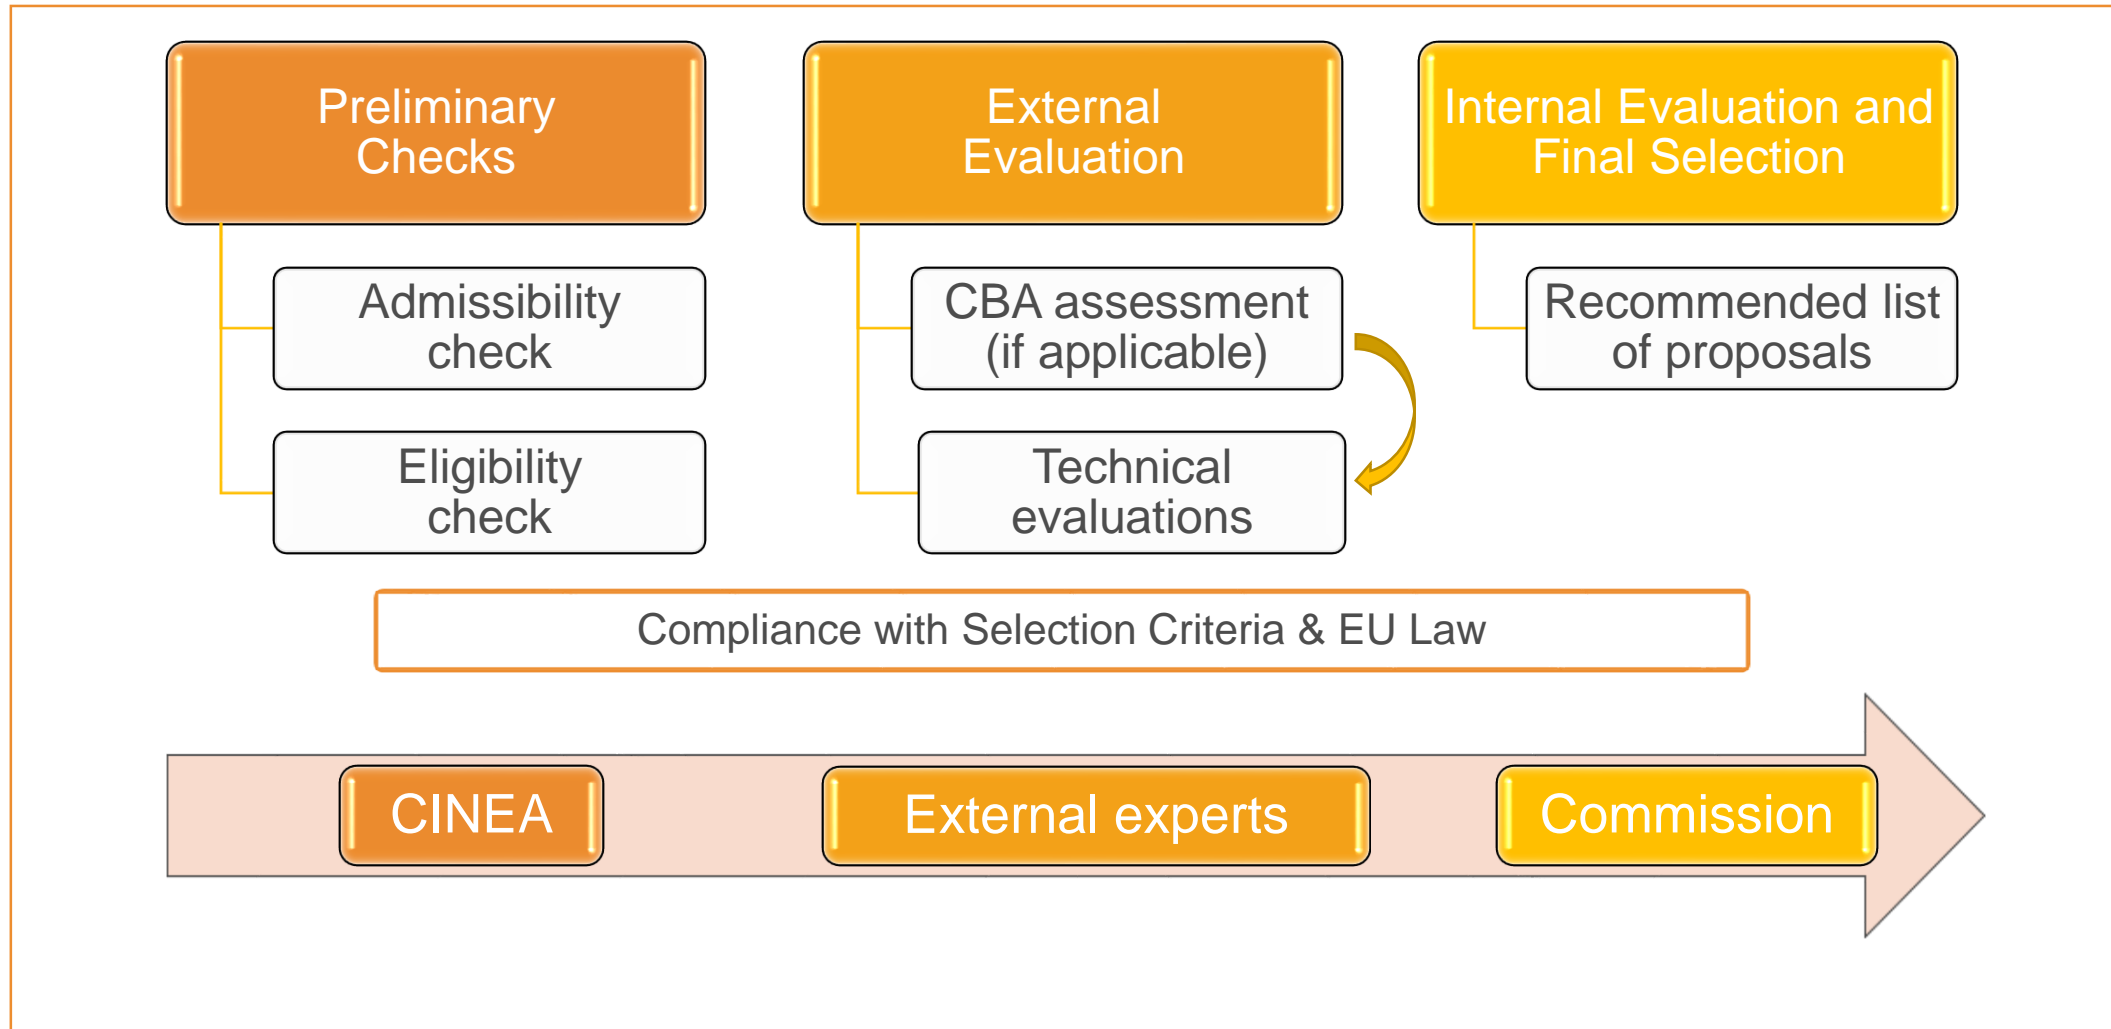 Preliminary
Checks
Admissibility
check
Eligibility
check
External
Evaluation
CBA assessment
(if applicable)
Technical
evaluations
Internal Evaluation and
Final Selection
Recommended list
of proposals
Compliance with Selection Criteria & EU Law
CINEA
External experts
Commission